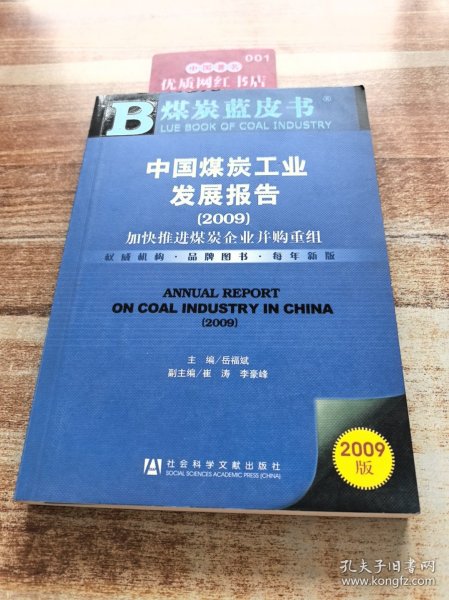 001
中国著名
优质网红书店
B 煤炭蓝皮书®
LUE BOOK OF COAL INDUSTRY
中国煤炭工业
发展报告
(2009)
加快推进煤炭企业并购重组
权威机构·品牌图书·每年新版
ANNUAL REPORT
ON COAL INDUSTRY IN CHINA
(2009)
主 编/岳福斌
副主编/崔 涛 李豪峰
2009
版
社会科学文献出版社
SOCIAL SCIENCES ACADEMIC PRESS (CHINA)
孔夫子旧书网
www.kongfz.com